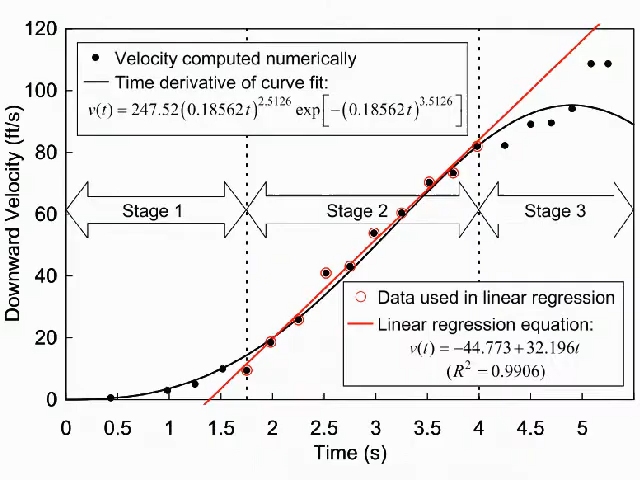 120
100
80
60
40
20
0
Downward Velocity (ft/s)
Velocity computed numerically
Time derivative of curve fit:
v(t) = 247.52(0.18562t)^2.5126 exp[−(0.18562t)^3.5126]
Stage 1
Stage 2
Stage 3
Data used in linear regression
Linear regression equation:
v(t) = −44.773+32.196t
(R² = 0.9906)
0 0.5 1 1.5 2 2.5 3 3.5 4 4.5 5
Time (s)